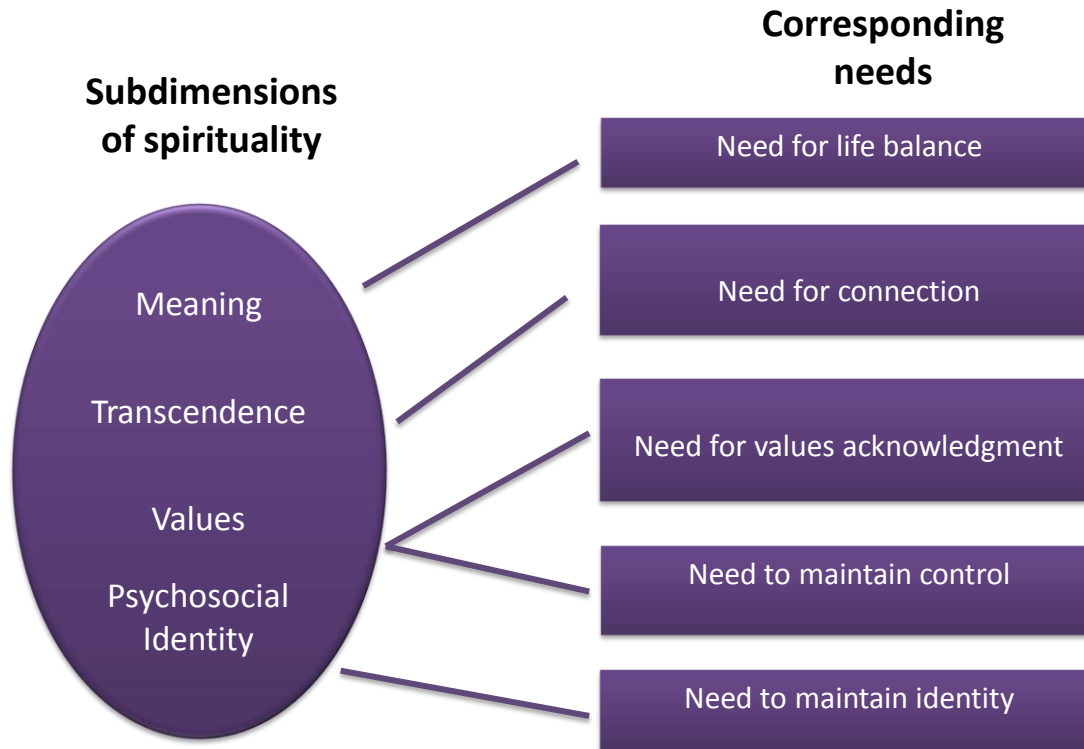 Subdimensions
of spirituality
Meaning
Transcendence
Values
Psychosocial
Identity
Corresponding
needs
Need for life balance
Need for connection
Need for values acknowledgment
Need to maintain control
Need to maintain identity